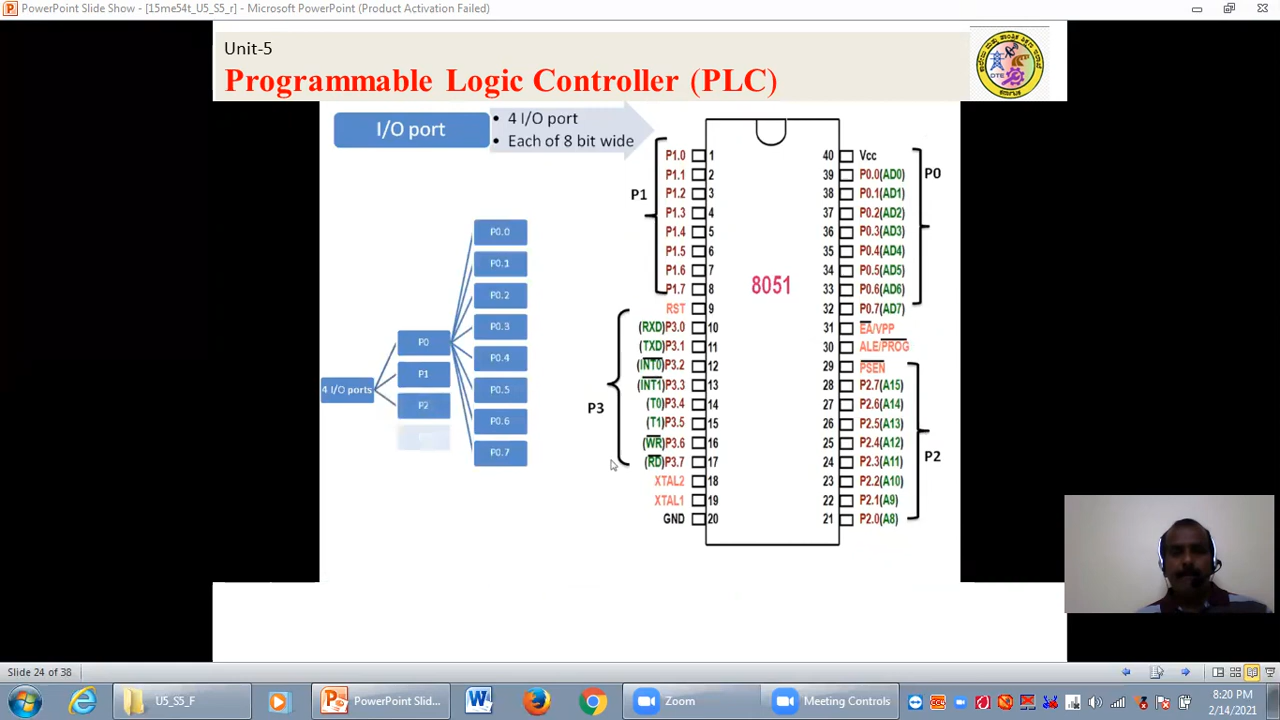 PowerPoint Slide Show - [15me54t_U5_S5_r] - Microsoft PowerPoint (Product Activation Failed)
Unit-5
Programmable Logic Controller (PLC)
DTE
I/O port
• 4 I/O port
• Each of 8 bit wide
4 I/O ports
P0
P1
P2
P0.0
P0.1
P0.2
P0.3
P0.4
P0.5
P0.6
P0.7
8051
P1
P1.0 1
P1.1 2
P1.2 3
P1.3 4
P1.4 5
P1.5 6
P1.6 7
P1.7 8
RST 9
P3
(RXD)P3.0 10
(TXD)P3.1 11
(INT0)P3.2 12
(INT1)P3.3 13
(T0)P3.4 14
(T1)P3.5 15
(WR)P3.6 16
(RD)P3.7 17
XTAL2 18
XTAL1 19
GND 20
40 Vcc
P0
39 P0.0(AD0)
38 P0.1(AD1)
37 P0.2(AD2)
36 P0.3(AD3)
35 P0.4(AD4)
34 P0.5(AD5)
33 P0.6(AD6)
32 P0.7(AD7)
31 EA/VPP
30 ALE/PROG
29 PSEN
P2
28 P2.7(A15)
27 P2.6(A14)
26 P2.5(A13)
25 P2.4(A12)
24 P2.3(A11)
23 P2.2(A10)
22 P2.1(A9)
21 P2.0(A8)
Slide 24 of 38
U5_S5_F
PowerPoint Slid...
Zoom
Meeting Controls
8:20 PM
2/14/2021